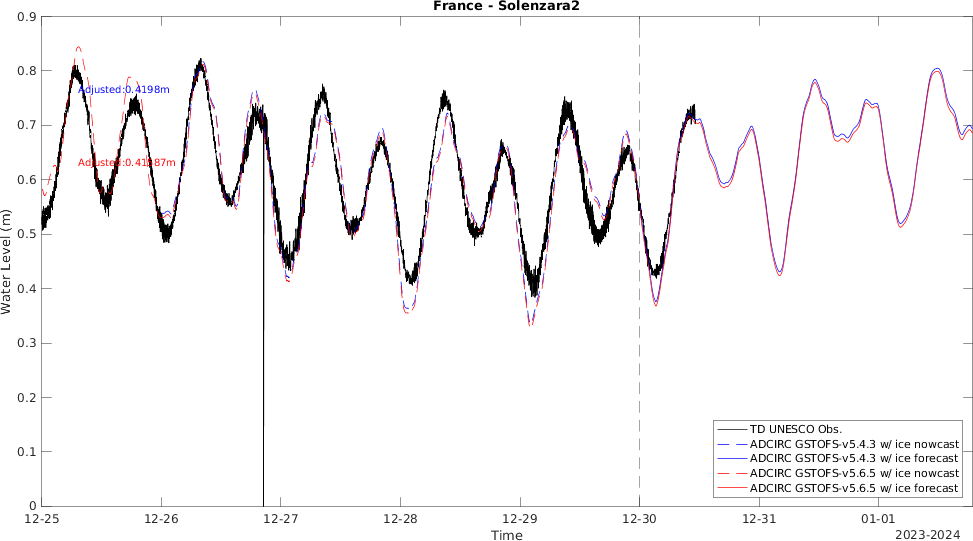 France - Solenzara2
0.9
0.8
0.7
0.6
0.5
0.4
0.3
0.2
0.1
0
Water Level (m)
Adjusted:0.4198m
Adjusted:0.41387m
TD UNESCO Obs.
ADCIRC GSTOFS-v5.4.3 w/ ice nowcast
ADCIRC GSTOFS-v5.4.3 w/ ice forecast
ADCIRC GSTOFS-v5.6.5 w/ ice nowcast
ADCIRC GSTOFS-v5.6.5 w/ ice forecast
12-25 12-26 12-27 12-28 12-29 12-30 12-31 01-01
Time
2023-2024